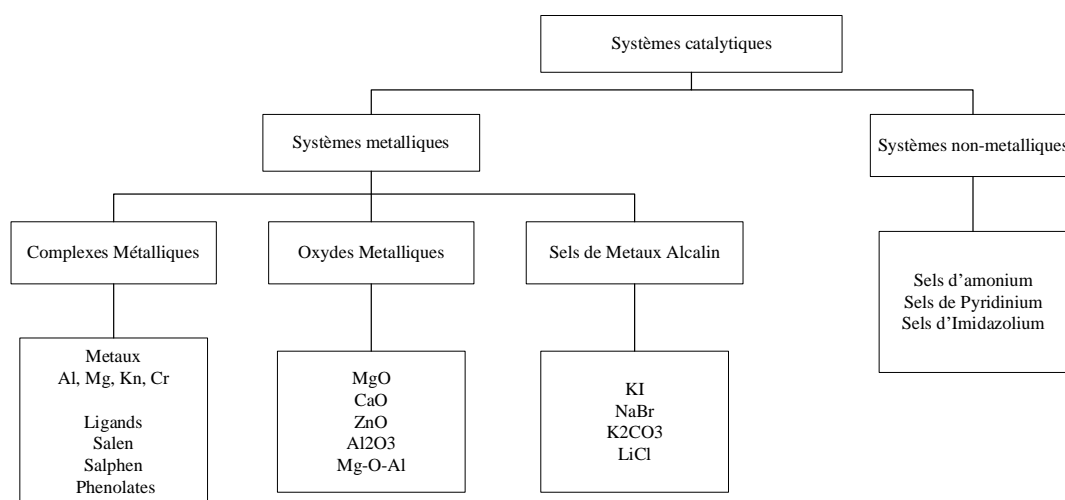 Systèmes catalytiques
Systèmes metalliques
Systèmes non-metalliques
Complexes Métalliques
Oxydes Metalliques
Sels de Metaux Alcalin
Sels d’amonium
Sels de Pyridinium
Sels d’Imidazolium
Metaux
Al, Mg, Kn, Cr
Ligands
Salen
Salphen
Phenolates
MgO
CaO
ZnO
Al2O3
Mg-O-Al
KI
NaBr
K2CO3
LiCl